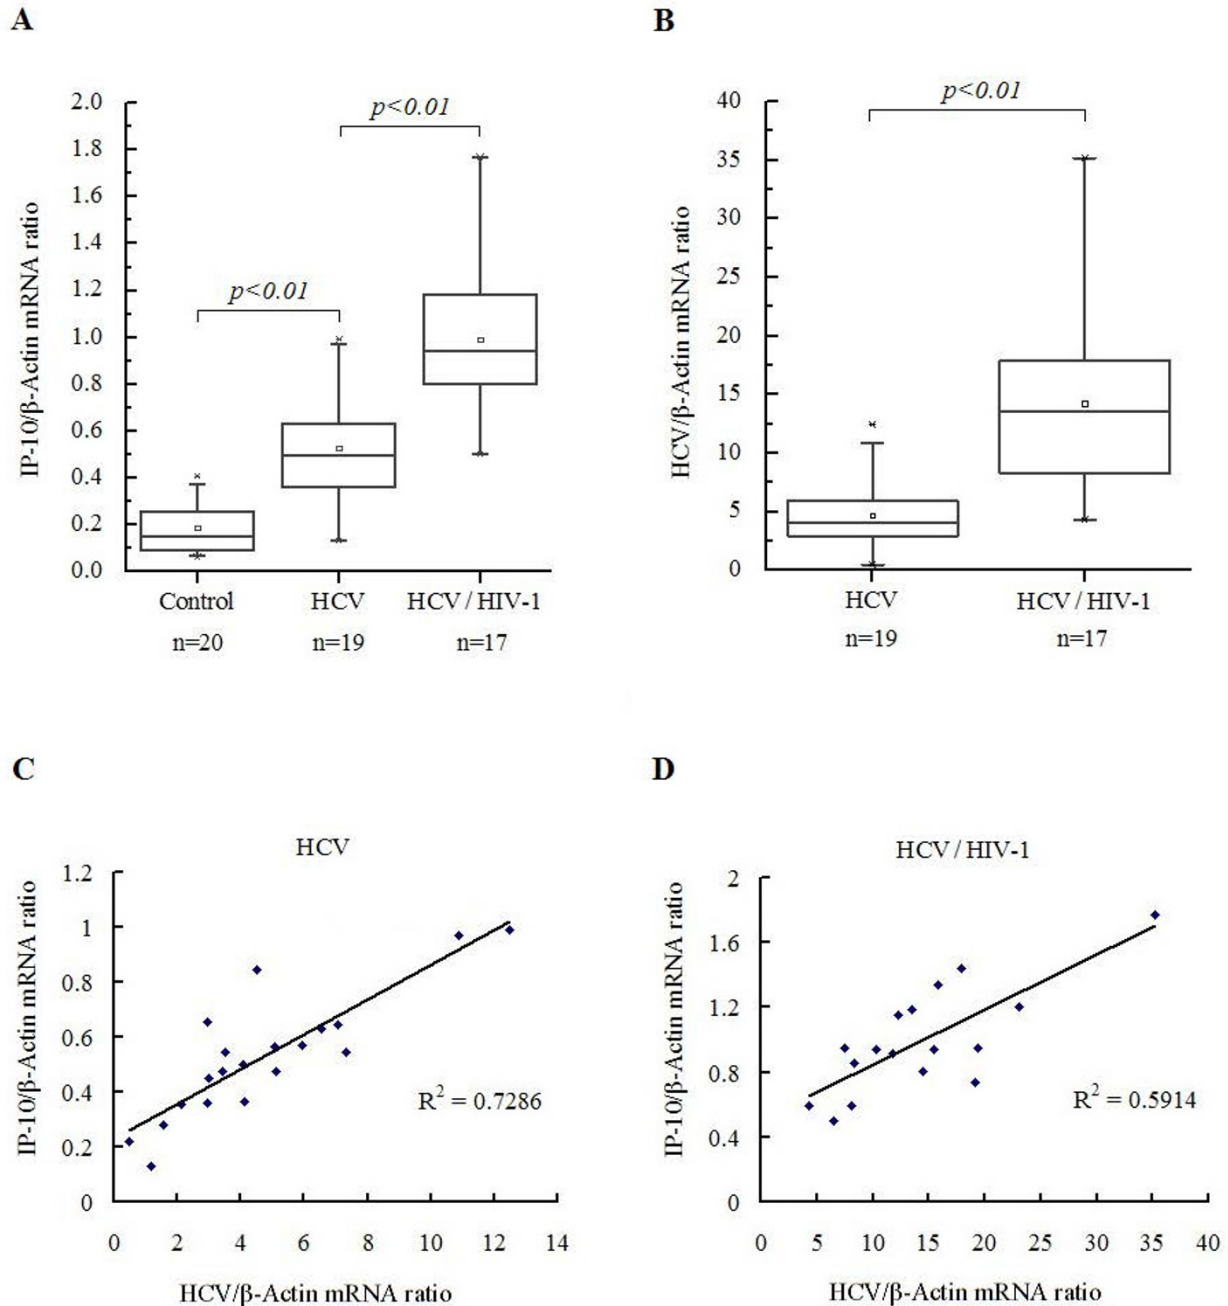 A
IP-10/β-Actin mRNA ratio
2.0
1.8
1.6
1.4
1.2
1.0
0.8
0.6
0.4
0.2
0.0
p<0.01
p<0.01
Control HCV HCV / HIV-1
n=20 n=19 n=17
B
HCV/β-Actin mRNA ratio
40
35
30
25
20
15
10
5
0
p<0.01
HCV HCV / HIV-1
n=19 n=17
C
HCV
IP-10/β-Actin mRNA ratio
1.2
1
0.8
0.6
0.4
0.2
0
R² = 0.7286
0 2 4 6 8 10 12 14
HCV/β-Actin mRNA ratio
D
HCV / HIV-1
IP-10/β-Actin mRNA ratio
2
1.6
1.2
0.8
0.4
0
R² = 0.5914
0 5 10 15 20 25 30 35 40
HCV/β-Actin mRNA ratio